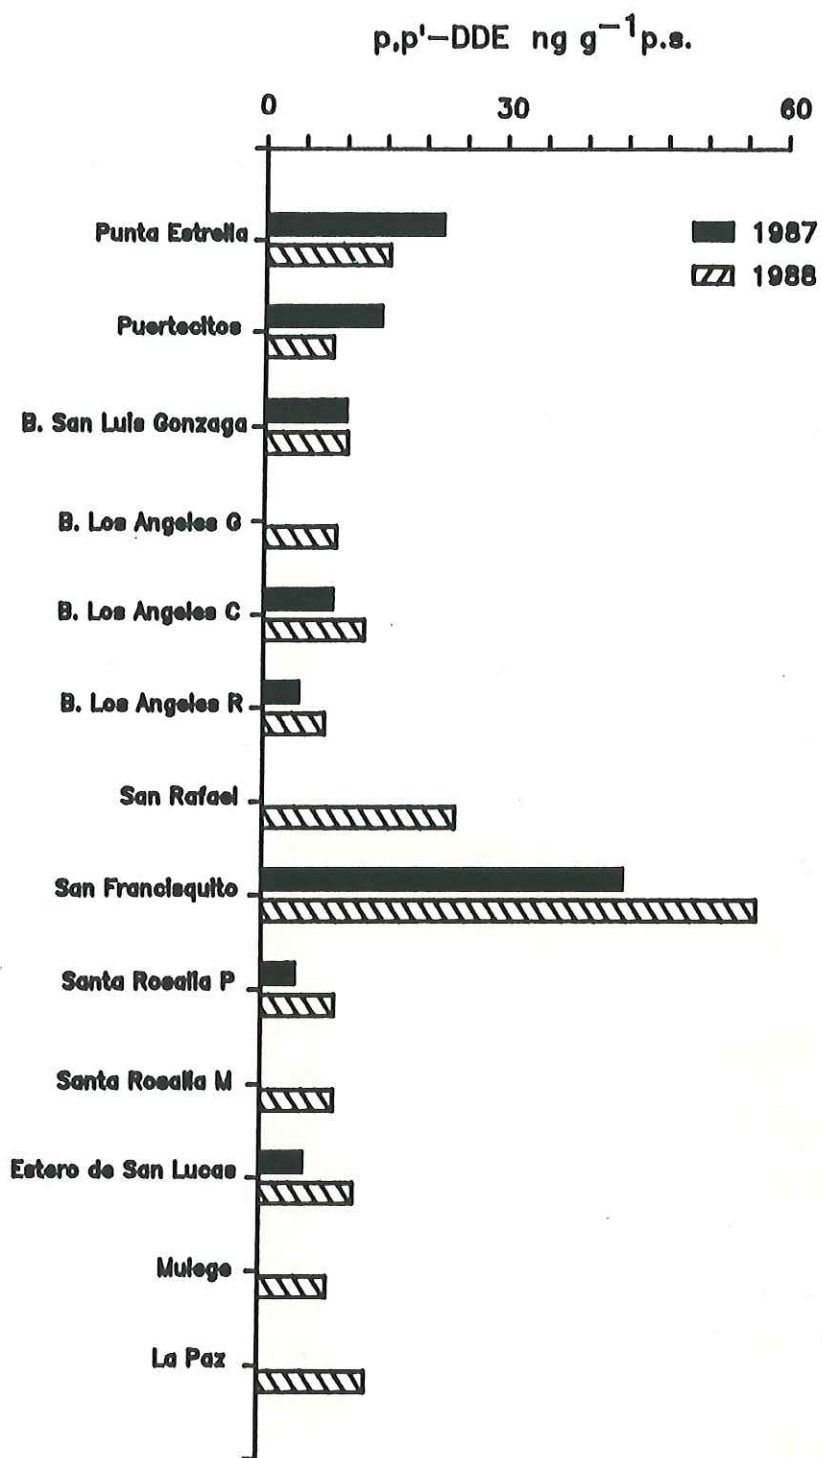 p,p'-DDE ng g⁻¹p.s.
0 30 60
1987
1988
Punta Estrella
Puertecitos
B. San Luis Gonzaga
B. Los Angeles G
B. Los Angeles C
B. Los Angeles R
San Rafael
San Francisquito
Santa Rosalia P
Santa Rosalia M
Estero de San Lucas
Mulege
La Paz